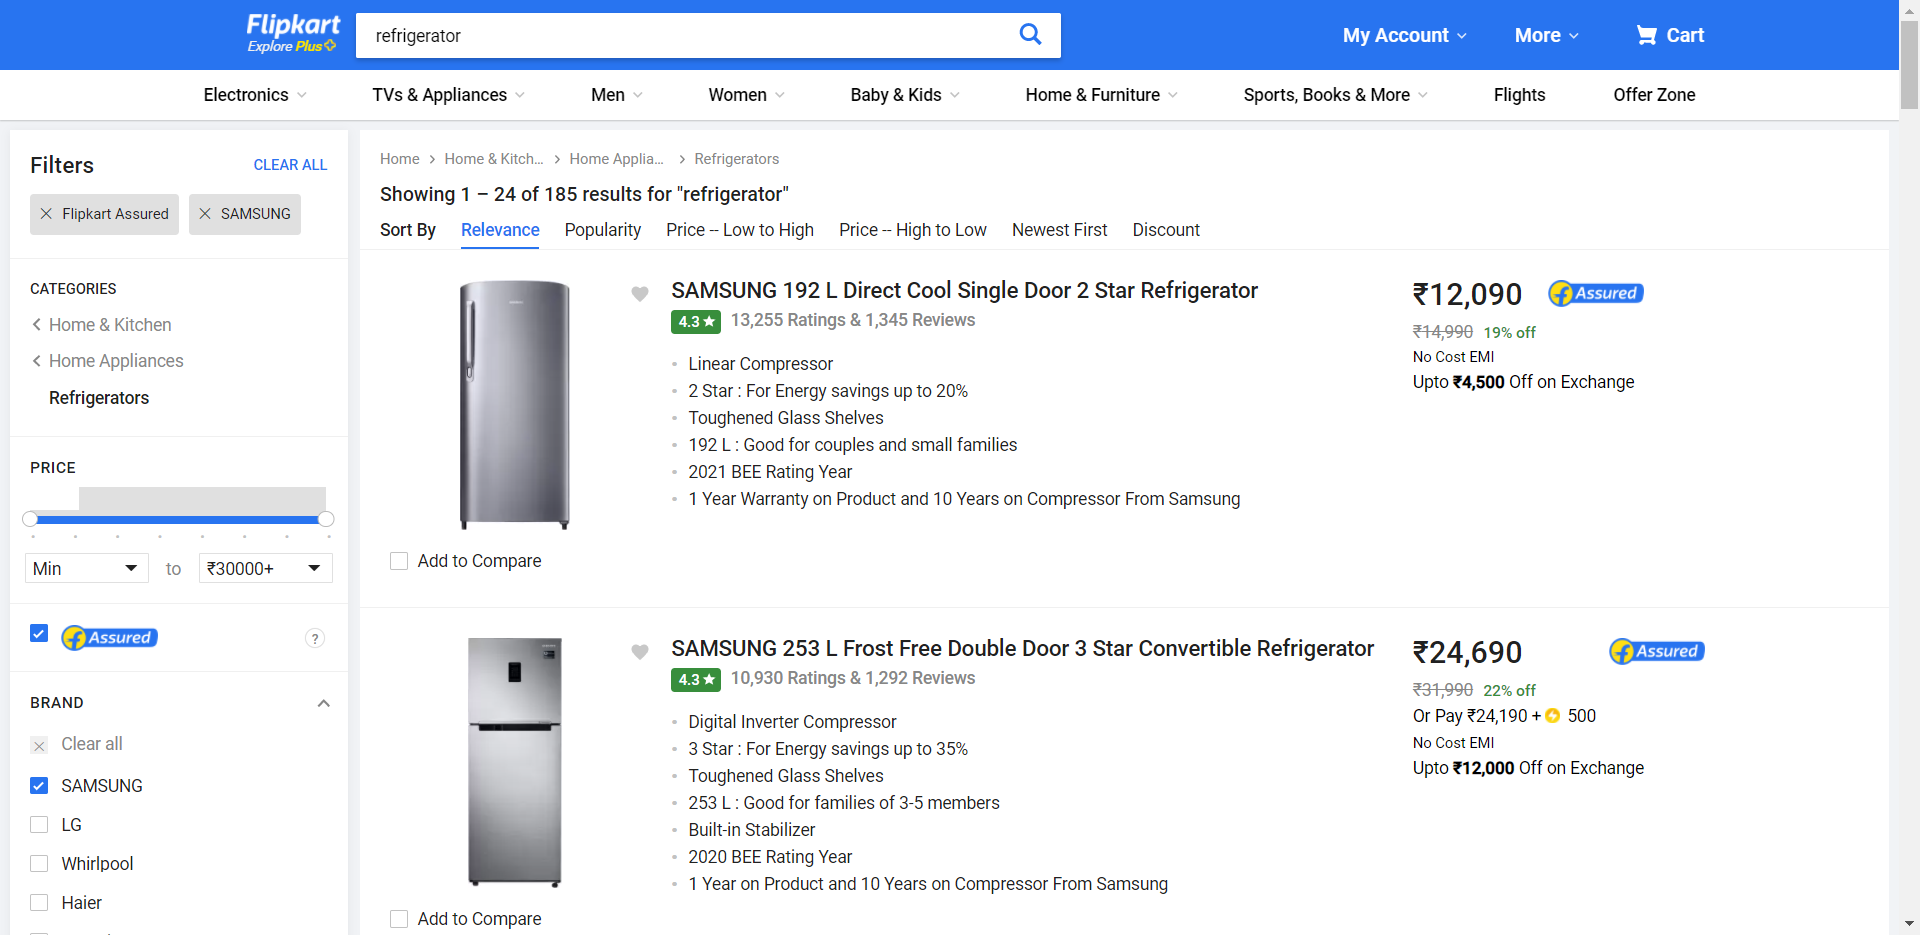 Flipkart
Explore Plus
refrigerator
My Account
More
Cart
Electronics
TVs & Appliances
Men
Women
Baby & Kids
Home & Furniture
Sports, Books & More
Flights
Offer Zone
Filters
CLEAR ALL
Flipkart Assured
SAMSUNG
CATEGORIES
Home & Kitchen
Home Appliances
Refrigerators
PRICE
Min
to
₹30000+
Assured
?
BRAND
Clear all
SAMSUNG
LG
Whirlpool
Haier
Home
Home & Kitch...
Home Applia...
Refrigerators
Showing 1 – 24 of 185 results for "refrigerator"
Sort By
Relevance
Popularity
Price -- Low to High
Price -- High to Low
Newest First
Discount
SAMSUNG 192 L Direct Cool Single Door 2 Star Refrigerator
4.3 ★ 13,255 Ratings & 1,345 Reviews
Linear Compressor
2 Star : For Energy savings up to 20%
Toughened Glass Shelves
192 L : Good for couples and small families
2021 BEE Rating Year
1 Year Warranty on Product and 10 Years on Compressor From Samsung
₹12,090
Assured
₹14,990 19% off
No Cost EMI
Upto ₹4,500 Off on Exchange
Add to Compare
SAMSUNG 253 L Frost Free Double Door 3 Star Convertible Refrigerator
4.3 ★ 10,930 Ratings & 1,292 Reviews
Digital Inverter Compressor
3 Star : For Energy savings up to 35%
Toughened Glass Shelves
253 L : Good for families of 3-5 members
Built-in Stabilizer
2020 BEE Rating Year
1 Year on Product and 10 Years on Compressor From Samsung
₹24,690
Assured
₹31,990 22% off
Or Pay ₹24,190 + 500
No Cost EMI
Upto ₹12,000 Off on Exchange
Add to Compare